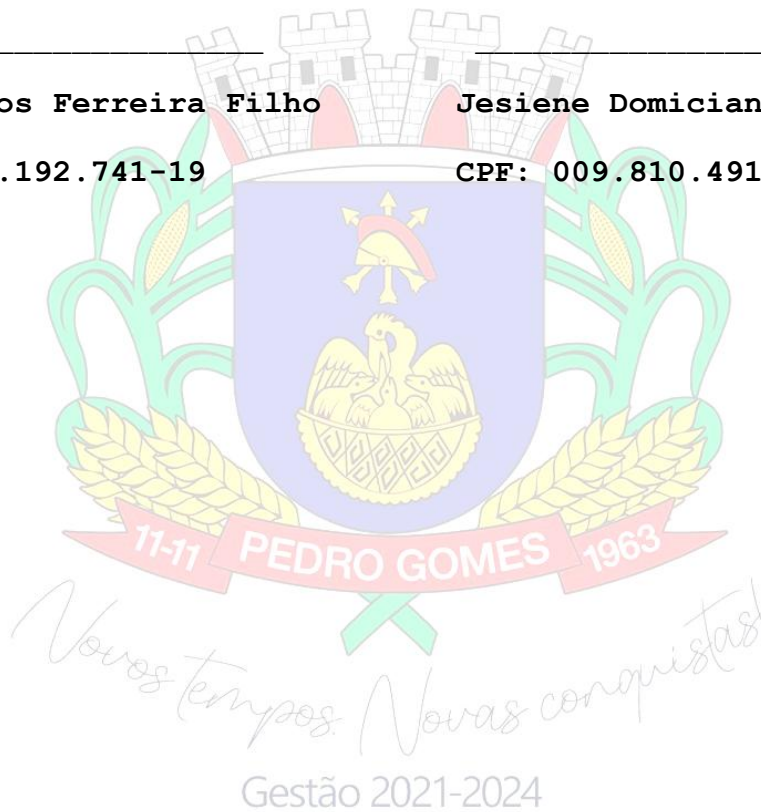 os Ferreira Filho Jesiene Domician
.192.741-19 CPF: 009.810.491
11-11 PEDRO GOMES 1963
Novos tempos. Novas conquistas!
Gestão 2021-2024